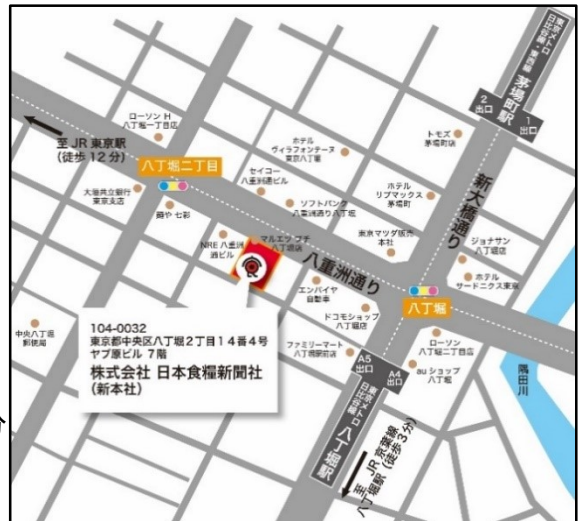 東京メトロ
日比谷線・東西線
茅場町駅
2
出口
1
出口
ローソン H
八丁堀一丁目店
至 JR 東京駅
(徒歩 12 分)
八丁堀二丁目
ホテル
ヴィラフォンテーヌ
東京八丁堀
トモズ
茅場町店
新大橋通り
大垣共立銀行
東京支店
麺や 七彩
セイコー
八重洲通ビル
ソフトバンク
八重洲通り八丁堀
ホテル
リブマックス
茅場町
NRE 八重洲
通ビル
マルエツ プチ
八丁堀店
八重洲通り
東京マツダ販売
本社
ジョナサン
八丁堀店
ホテル
サードニクス東京
エンパイヤ
自動車
八丁堀
ドコモショップ
八丁堀店
104-0032
東京都中央区八丁堀2丁目14番4号
ヤブ原ビル 7階
株式会社 日本食糧新聞社
(新本社)
中央八丁堀
郵便局
ファミリーマート
八丁堀駅前店
ローソン
八丁堀二丁目店
au ショップ
八丁堀
隅田川
A5
出口
A4
出口
東京メトロ
日比谷線
八丁堀駅
至 JR 京葉線
八丁堀駅 (徒歩 3 分)
分